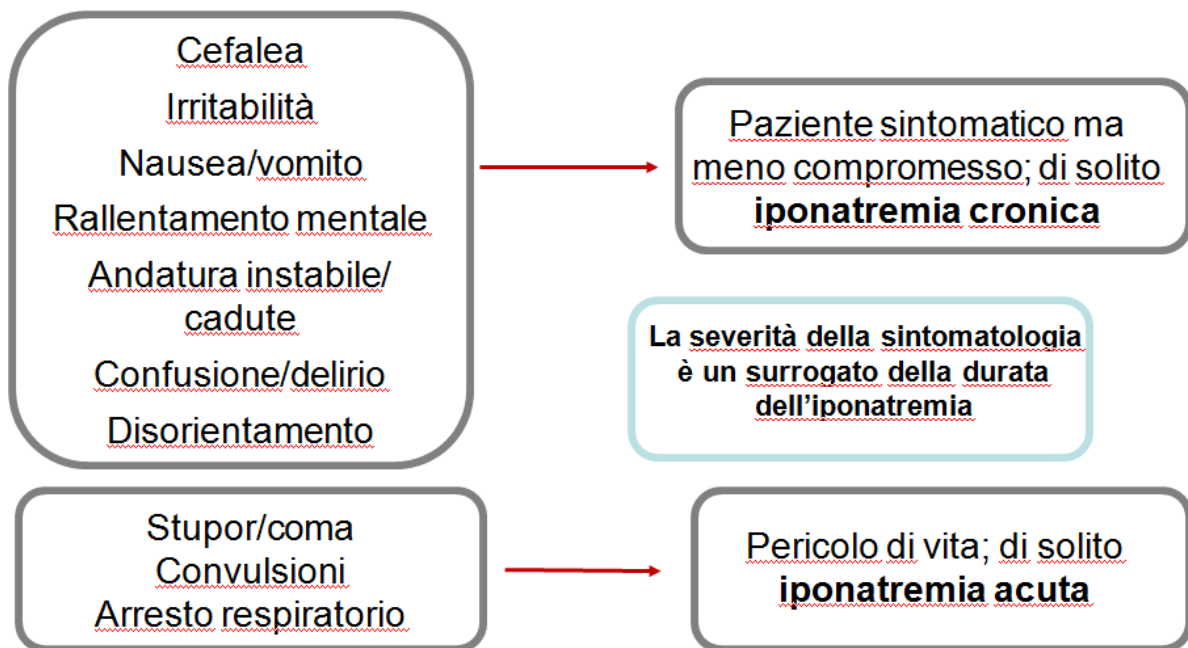 Cefalea
Irritabilità
Nausea/vomito
Rallentamento mentale
Andatura instabile/
cadute
Confusione/delirio
Disorientamento
Paziente sintomatico ma
meno compromesso; di solito
iponatremia cronica
La severità della sintomatologia
è un surrogato della durata
dell'iponatremia
Stupor/coma
Convulsioni
Arresto respiratorio
Pericolo di vita; di solito
iponatremia acuta